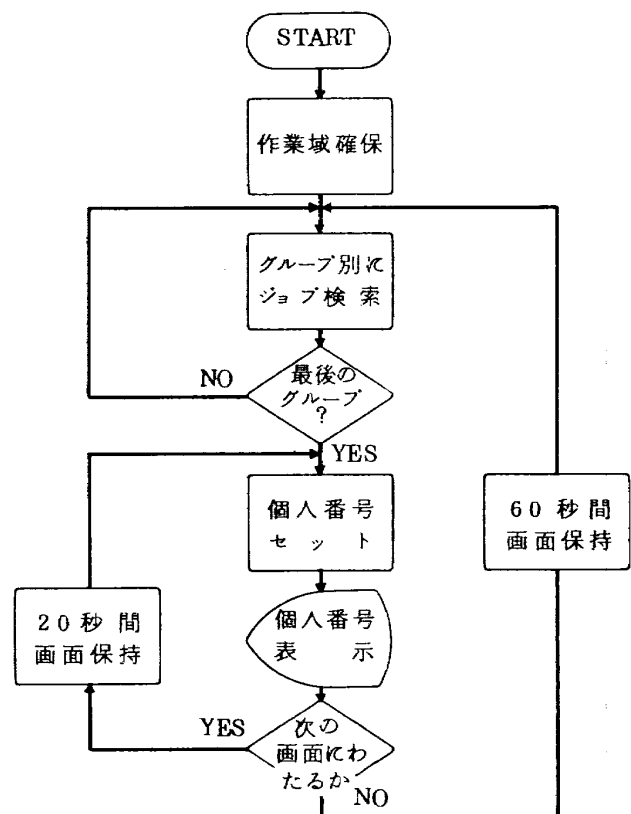 START
作業域確保
グループ別に
ジョブ検索
NO
最後の
グループ
?
YES
個人番号
セット
60秒間
画面保持
20秒間
画面保持
個人番号
表示
YES
次の
画面にわ
たるか
NO